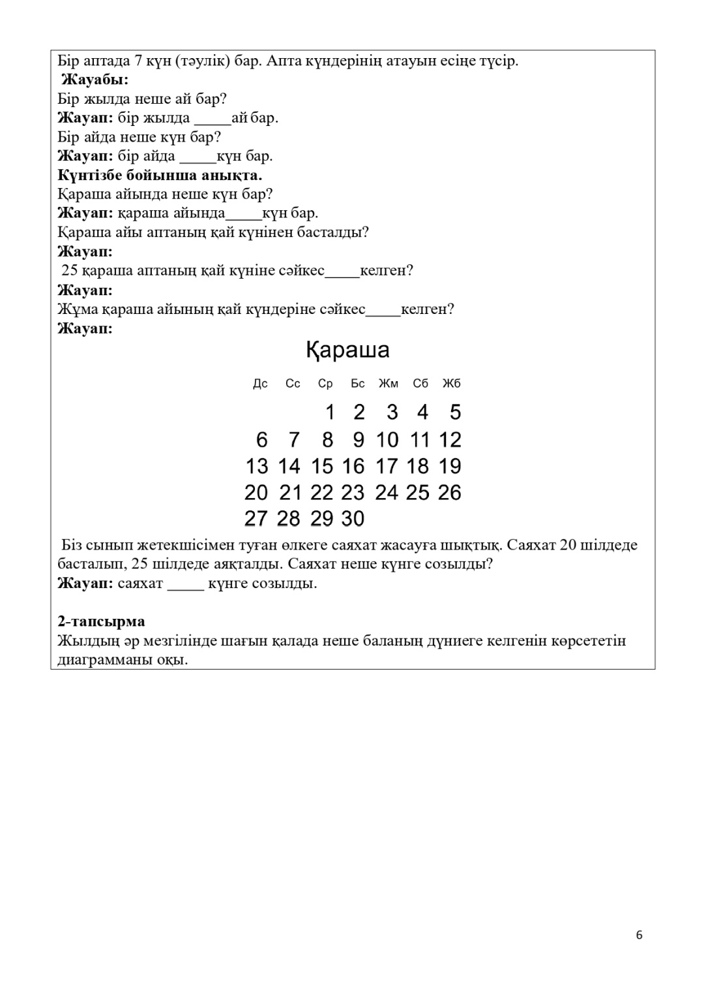 Бір аптада 7 күн (тәулік) бар. Апта күндерінің атауын есіңе түсір.
Жауабы:
Бір жылда неше ай бар?
Жауап: бір жылда _____ай бар.
Бір айда неше күн бар?
Жауап: бір айда _____күн бар.
Күнтізбе бойынша анықта.
Қараша айында неше күн бар?
Жауап: қараша айында_____күн бар.
Қараша айы аптаның қай күнінен басталды?
Жауап:
25 қараша аптаның қай күніне сәйкес_____келген?
Жауап:
Жұма қараша айының қай күндеріне сәйкес_____келген?
Жауап:
Қараша
Дс Сс Ср Бс Жм Сб Жб
1 2 3 4 5
6 7 8 9 10 11 12
13 14 15 16 17 18 19
20 21 22 23 24 25 26
27 28 29 30
Біз сынып жетекшісімен туған өлкеге саяхат жасауға шықтық. Саяхат 20 шілдеде
басталып, 25 шілдеде аяқталды. Саяхат неше күнге созылды?
Жауап: саяхат _____ күнге созылды.
2-тапсырма
Жылдың әр мезгілінде шағын қалада неше баланың дүниеге келгенін көрсететін
диаграмманы оқы.
6